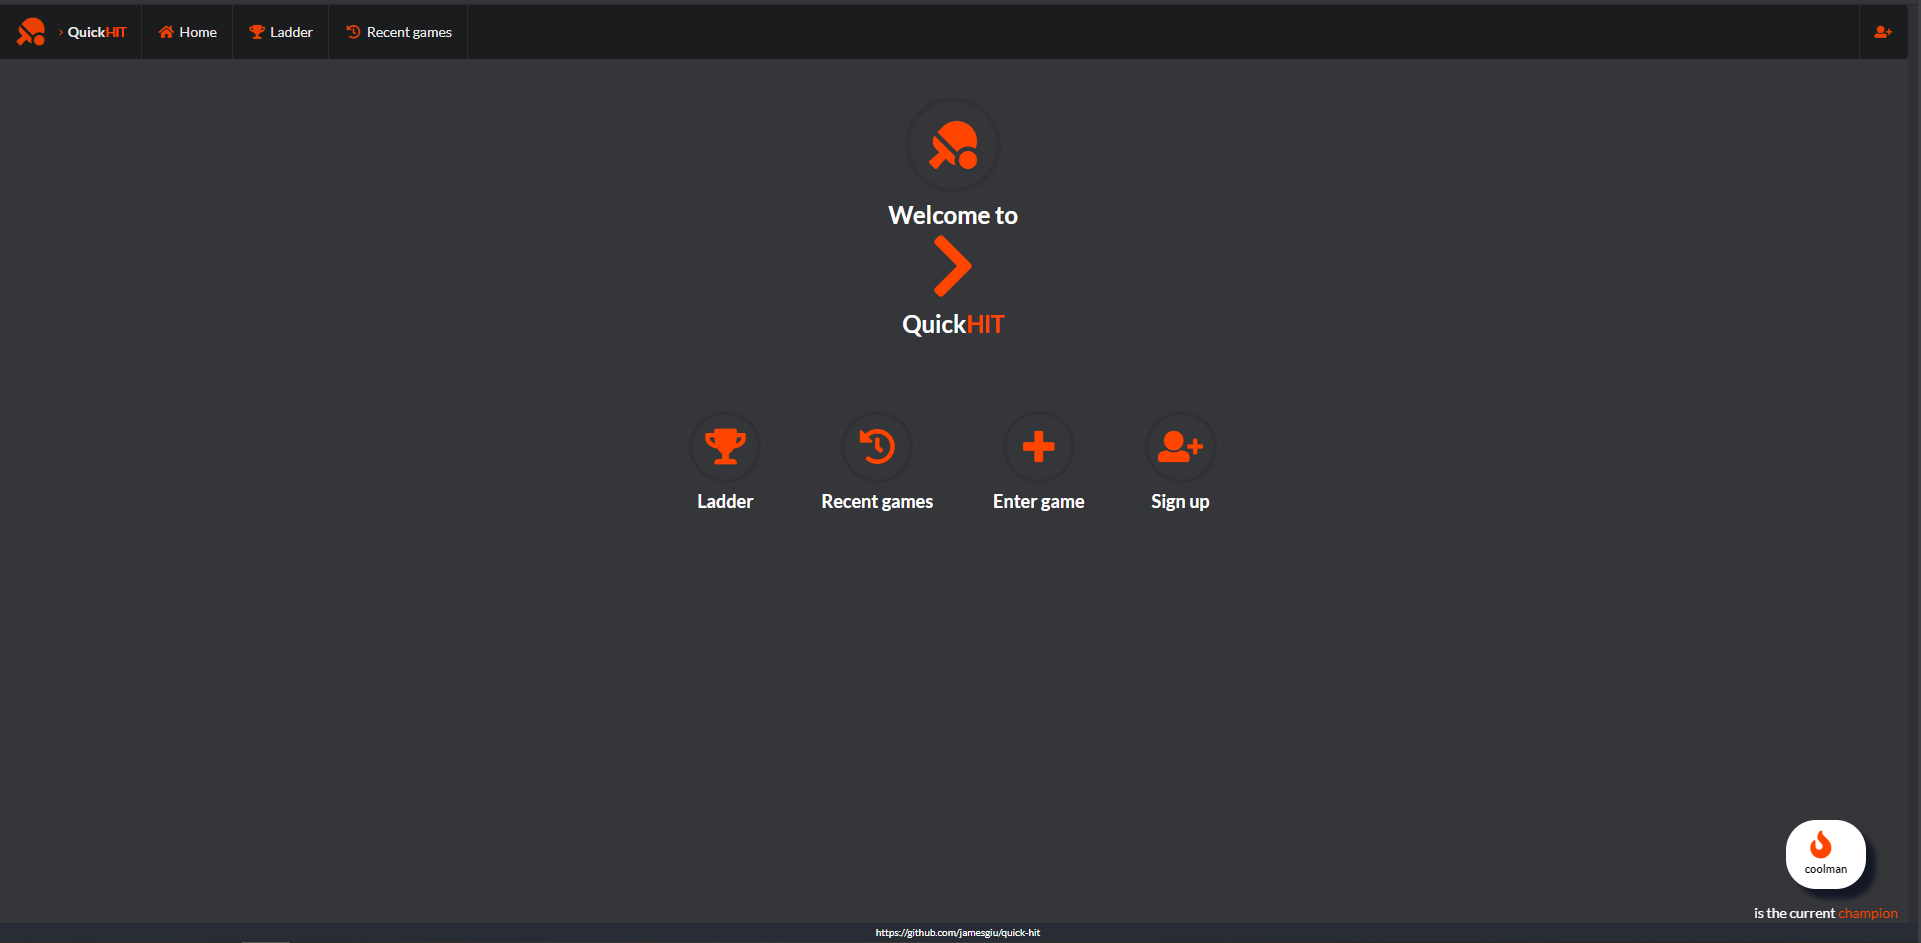 › QuickHIT Home Ladder Recent games
Welcome to
QuickHIT
Ladder Recent games Enter game Sign up
coolman
is the current champion
https://github.com/jamesgiu/quick-hit